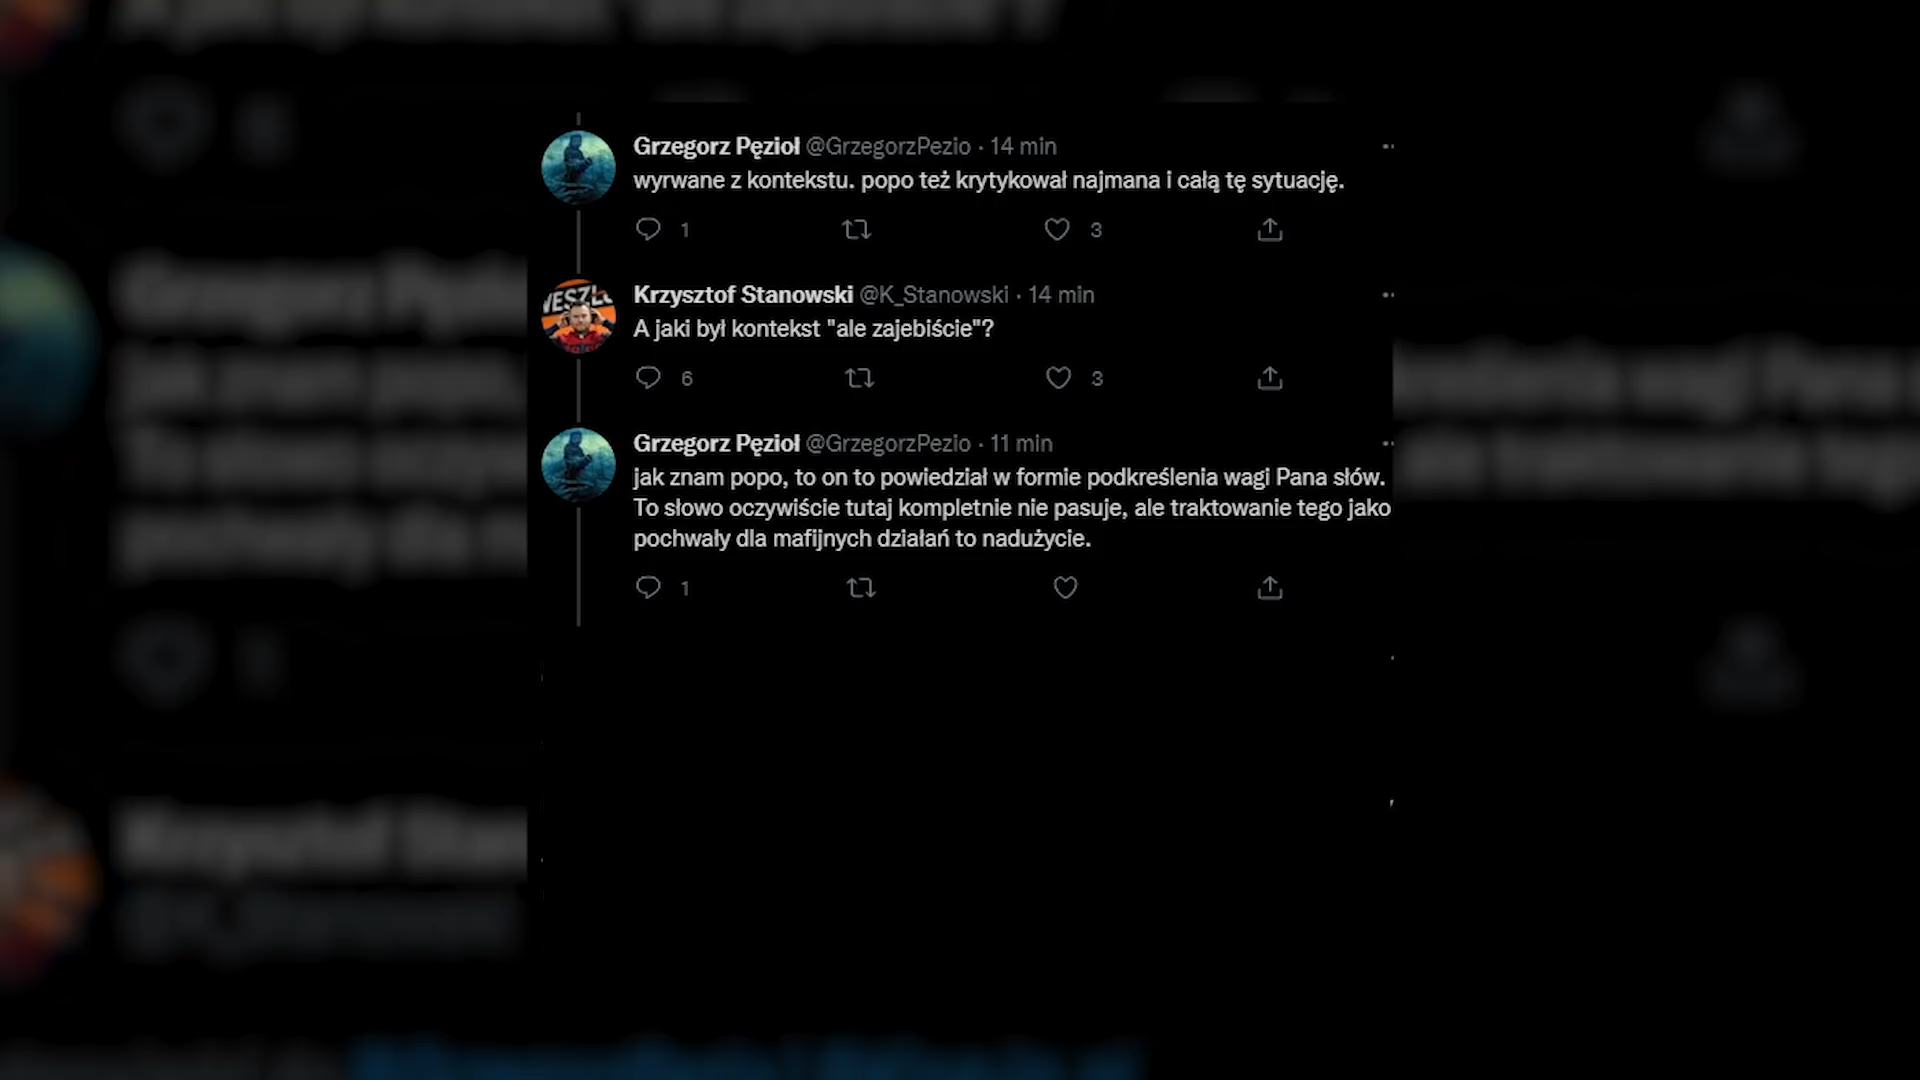 Grzegorz Pęzioł @GrzegorzPezio · 14 min
wyrwane z kontekstu. popo też krytykował najmana i całą tę sytuację.
1 3
Krzysztof Stanowski @K_Stanowski · 14 min
A jaki był kontekst "ale zajebiście"?
6 3
Grzegorz Pęzioł @GrzegorzPezio · 11 min
jak znam popo, to on to powiedział w formie podkreślenia wagi Pana słów.
To słowo oczywiście tutaj kompletnie nie pasuje, ale traktowanie tego jako
pochwały dla mafijnych działań to nadużycie.
1